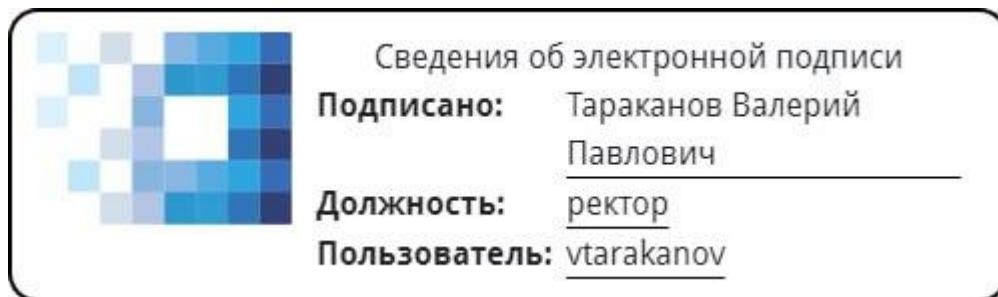 Сведения об электронной подписи
Подписано: Тараканов Валерий
Павлович
Должность: ректор
Пользователь: vtarakanov